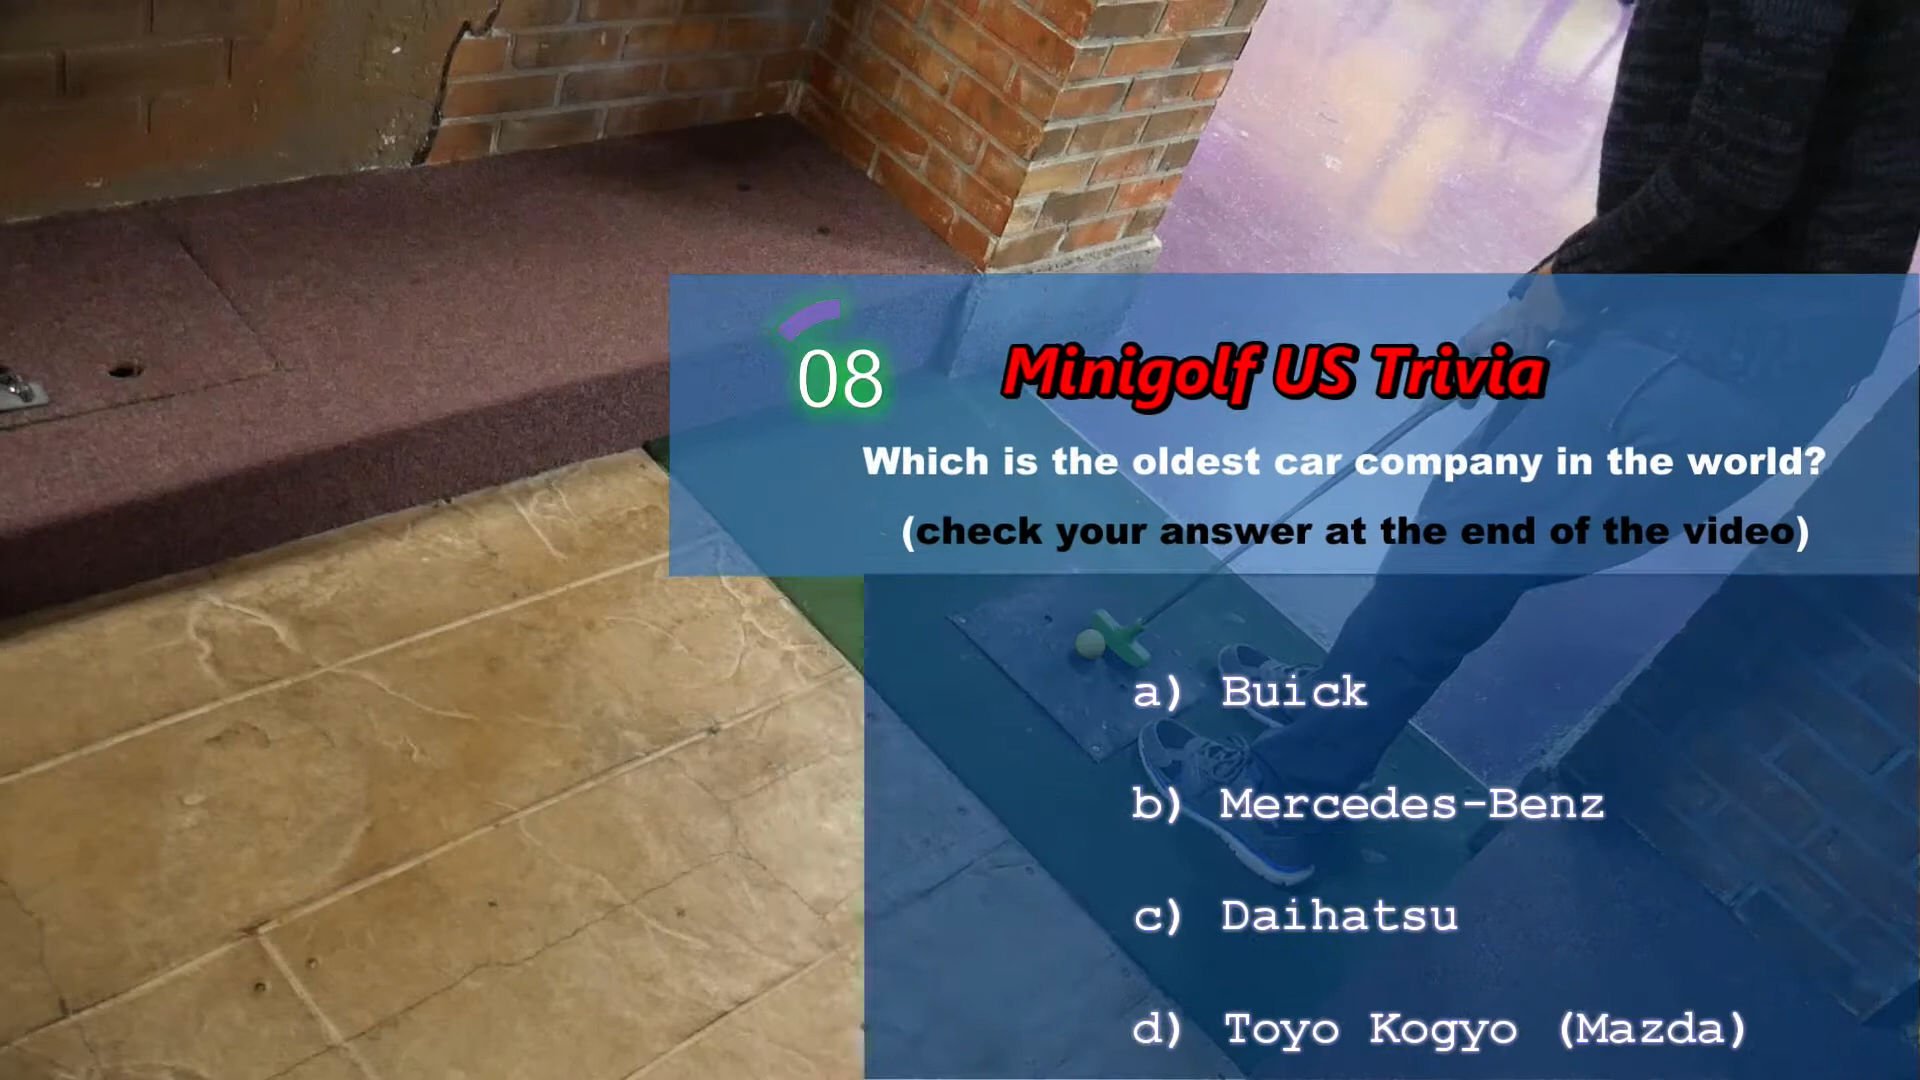 08
Minigolf US Trivia
Which is the oldest car company in the world?
(check your answer at the end of the video)
a) Buick
b) Mercedes-Benz
c) Daihatsu
d) Toyo Kogyo (Mazda)